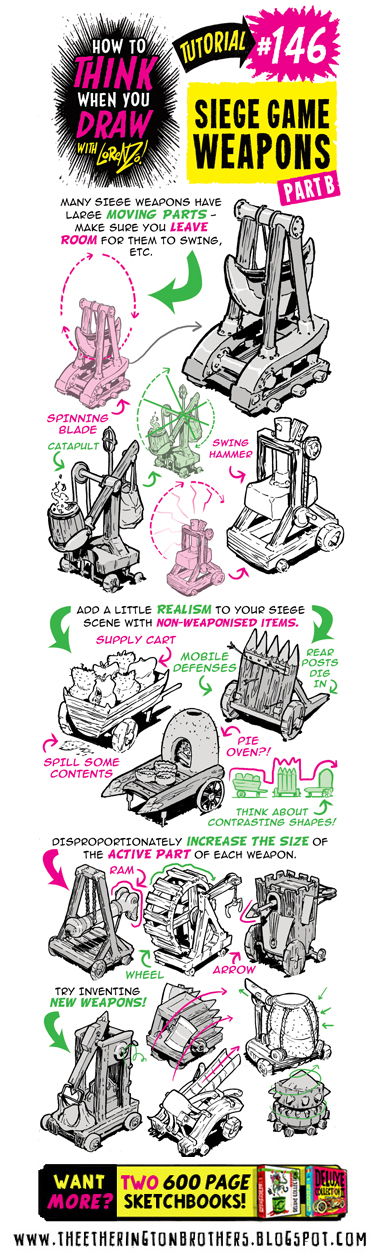 HOW TO
THINK
WHEN YOU
DRAW
WITH LORENZO!
TUTORIAL
#146
SIEGE GAME
WEAPONS
PART B
MANY SIEGE WEAPONS HAVE
LARGE MOVING PARTS -
MAKE SURE YOU LEAVE
ROOM FOR THEM TO SWING,
ETC.
SPINNING
BLADE
CATAPULT
SWING
HAMMER
ADD A LITTLE REALISM TO YOUR SIEGE
SCENE WITH NON-WEAPONISED ITEMS.
SUPPLY CART
MOBILE
DEFENSES
REAR
POSTS
DIG
IN
SPILL SOME
CONTENTS
PIE
OVEN?!
THINK ABOUT
CONTRASTING SHAPES!
DISPROPORTIONATELY INCREASE THE SIZE OF
THE ACTIVE PART OF EACH WEAPON.
RAM
WHEEL
ARROW
TRY INVENTING
NEW WEAPONS!
WANT
MORE?
TWO 600 PAGE
SKETCHBOOKS!
DELUXE
COLLECTION
WWW.THEETHERINGTONBROTHERS.BLOGSPOT.COM